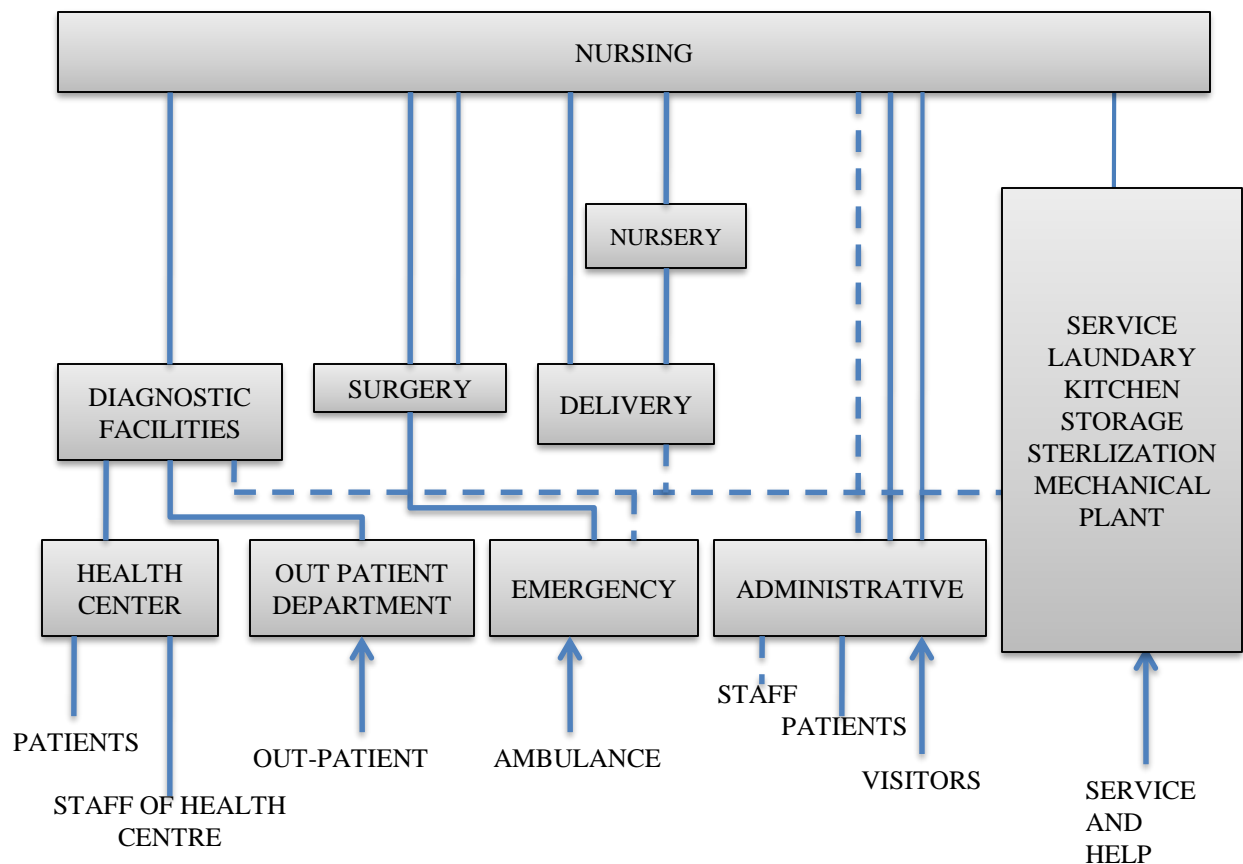 NURSING
NURSERY
SERVICE
LAUNDARY
KITCHEN
STORAGE
STERLIZATION
MECHANICAL
PLANT
DIAGNOSTIC
FACILITIES
SURGERY
DELIVERY
HEALTH
CENTER
OUT PATIENT
DEPARTMENT
EMERGENCY
ADMINISTRATIVE
STAFF
PATIENTS
PATIENTS
OUT-PATIENT
AMBULANCE
VISITORS
STAFF OF HEALTH
CENTRE
SERVICE
AND
HELP